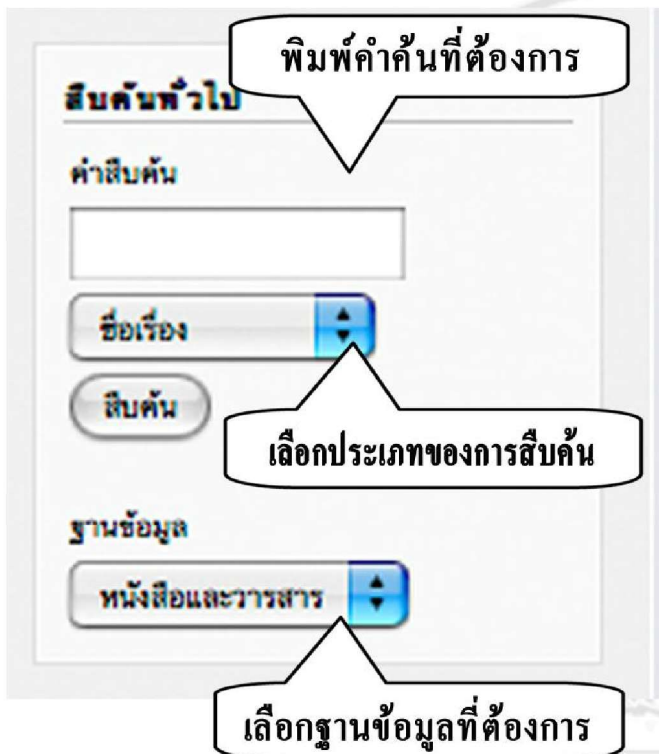 พิมพ์คำค้นที่ต้องการ
สืบค้นทั่วไป
คำสืบค้น
ชื่อเรื่อง
สืบค้น
เลือกประเภทของการสืบค้น
ฐานข้อมูล
หนังสือและวารสาร
เลือกฐานข้อมูลที่ต้องการ